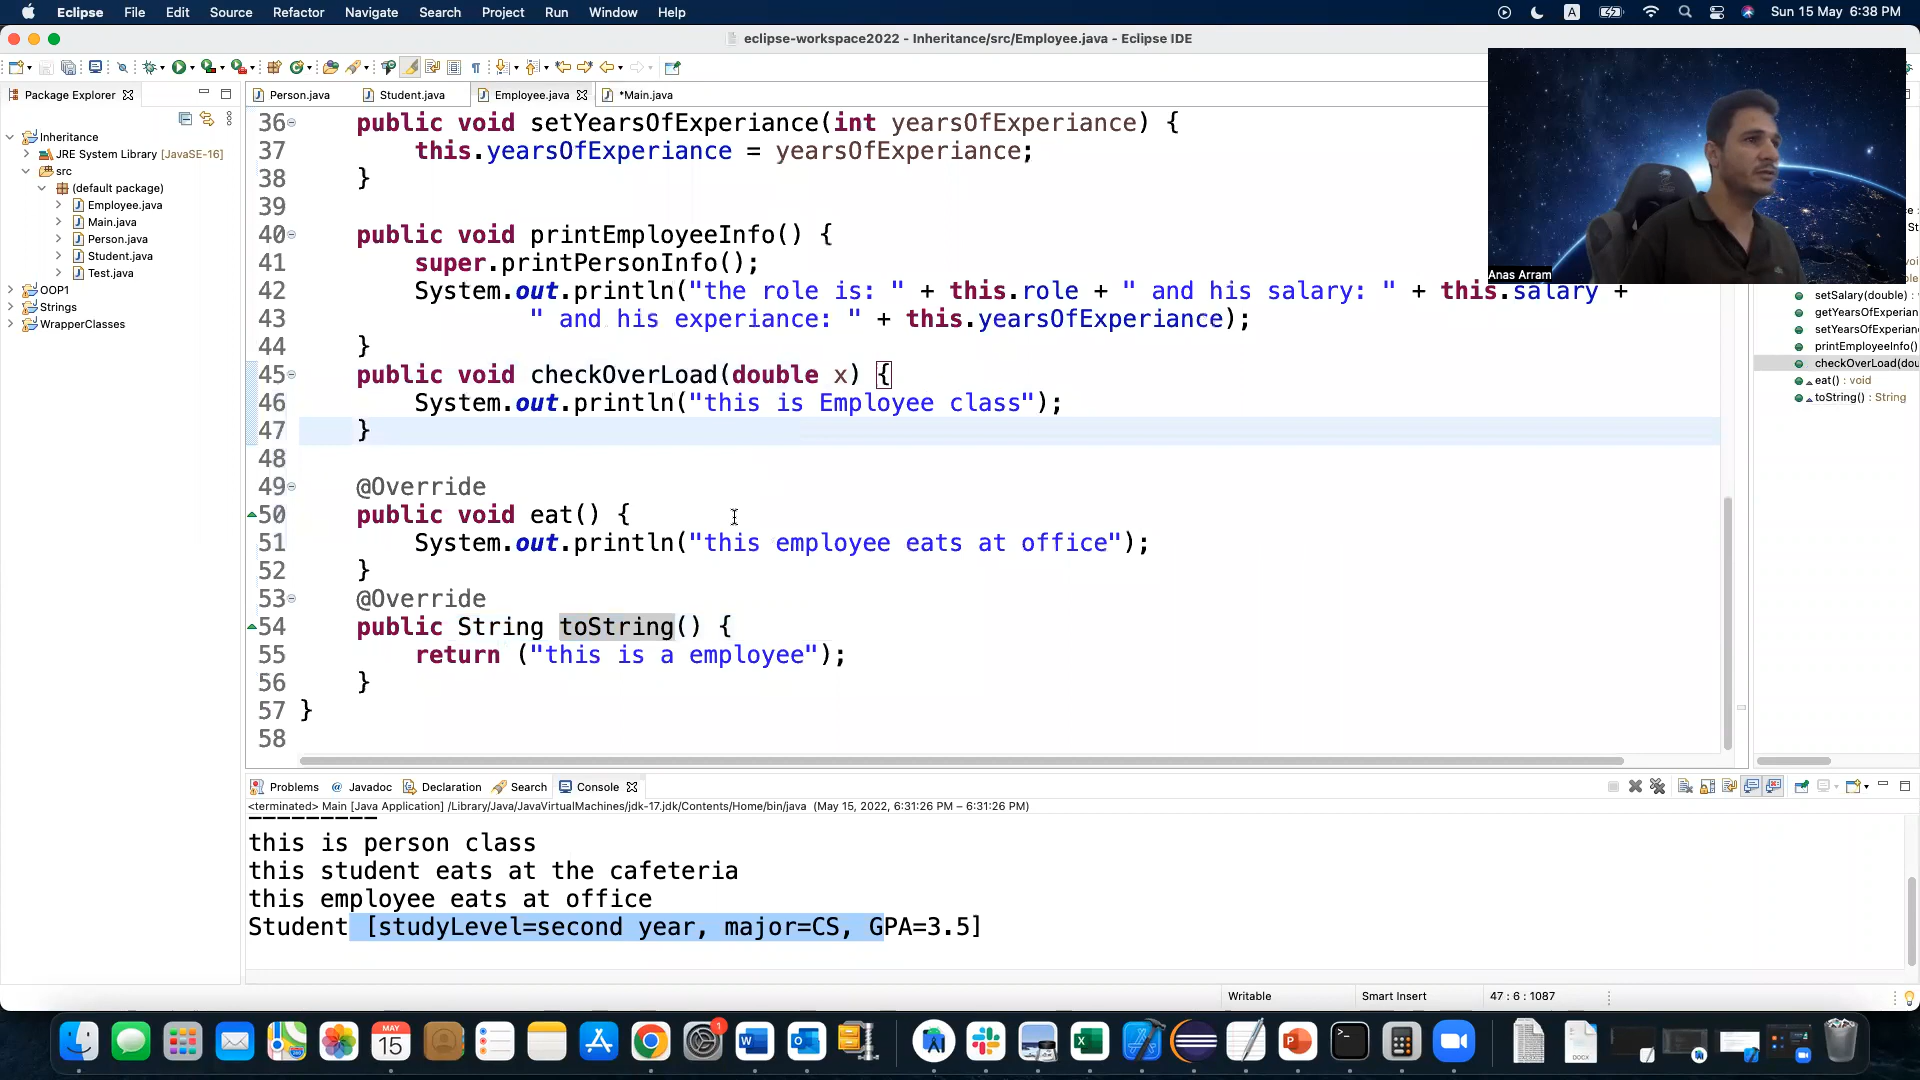 Eclipse File Edit Source Refactor Navigate Search Project Run Window Help A Sun 15 May 6:38 PM
eclipse-workspace2022 - Inheritance/src/Employee.java - Eclipse IDE
Package Explorer
Person.java Student.java Employee.java *Main.java
Inheritance
JRE System Library [JavaSE-16]
src
(default package)
Employee.java
Main.java
Person.java
Student.java
Test.java
OOP1
Strings
WrapperClasses
36 public void setYearsOfExperiance(int yearsOfExperiance) {
37 this.yearsOfExperiance = yearsOfExperiance;
38 }
39
40 public void printEmployeeInfo() {
41 super.printPersonInfo();
42 System.out.println("the role is: " + this.role + " and his salary: " + this.salary +
43 " and his experiance: " + this.yearsOfExperiance);
44 }
45 public void checkOverLoad(double x) {
46 System.out.println("this is Employee class");
47 }
48
49 @Override
50 public void eat() {
51 System.out.println("this employee eats at office");
52 }
53 @Override
54 public String toString() {
55 return ("this is a employee");
56 }
57 }
58
Anas Arram
setSalary(double) :
getYearsOfExperian
setYearsOfExperian
printEmployeeInfo()
checkOverLoad(dou
eat() : void
toString() : String
Problems @ Javadoc Declaration Search Console
<terminated> Main [Java Application] /Library/Java/JavaVirtualMachines/jdk-17.jdk/Contents/Home/bin/java (May 15, 2022, 6:31:26 PM – 6:31:26 PM)
---------
this is person class
this student eats at the cafeteria
this employee eats at office
Student [studyLevel=second year, major=CS, GPA=3.5]
Writable Smart Insert 47 : 6 : 1087
MAY
15
1
DOCX